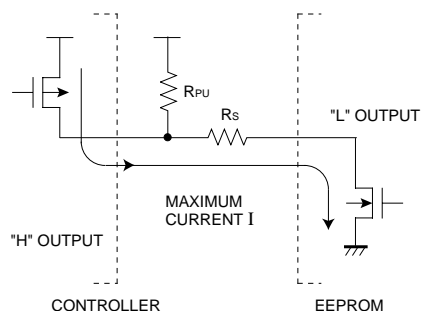 RPU
RS
"L" OUTPUT
MAXIMUM
CURRENT I
"H" OUTPUT
CONTROLLER
EEPROM